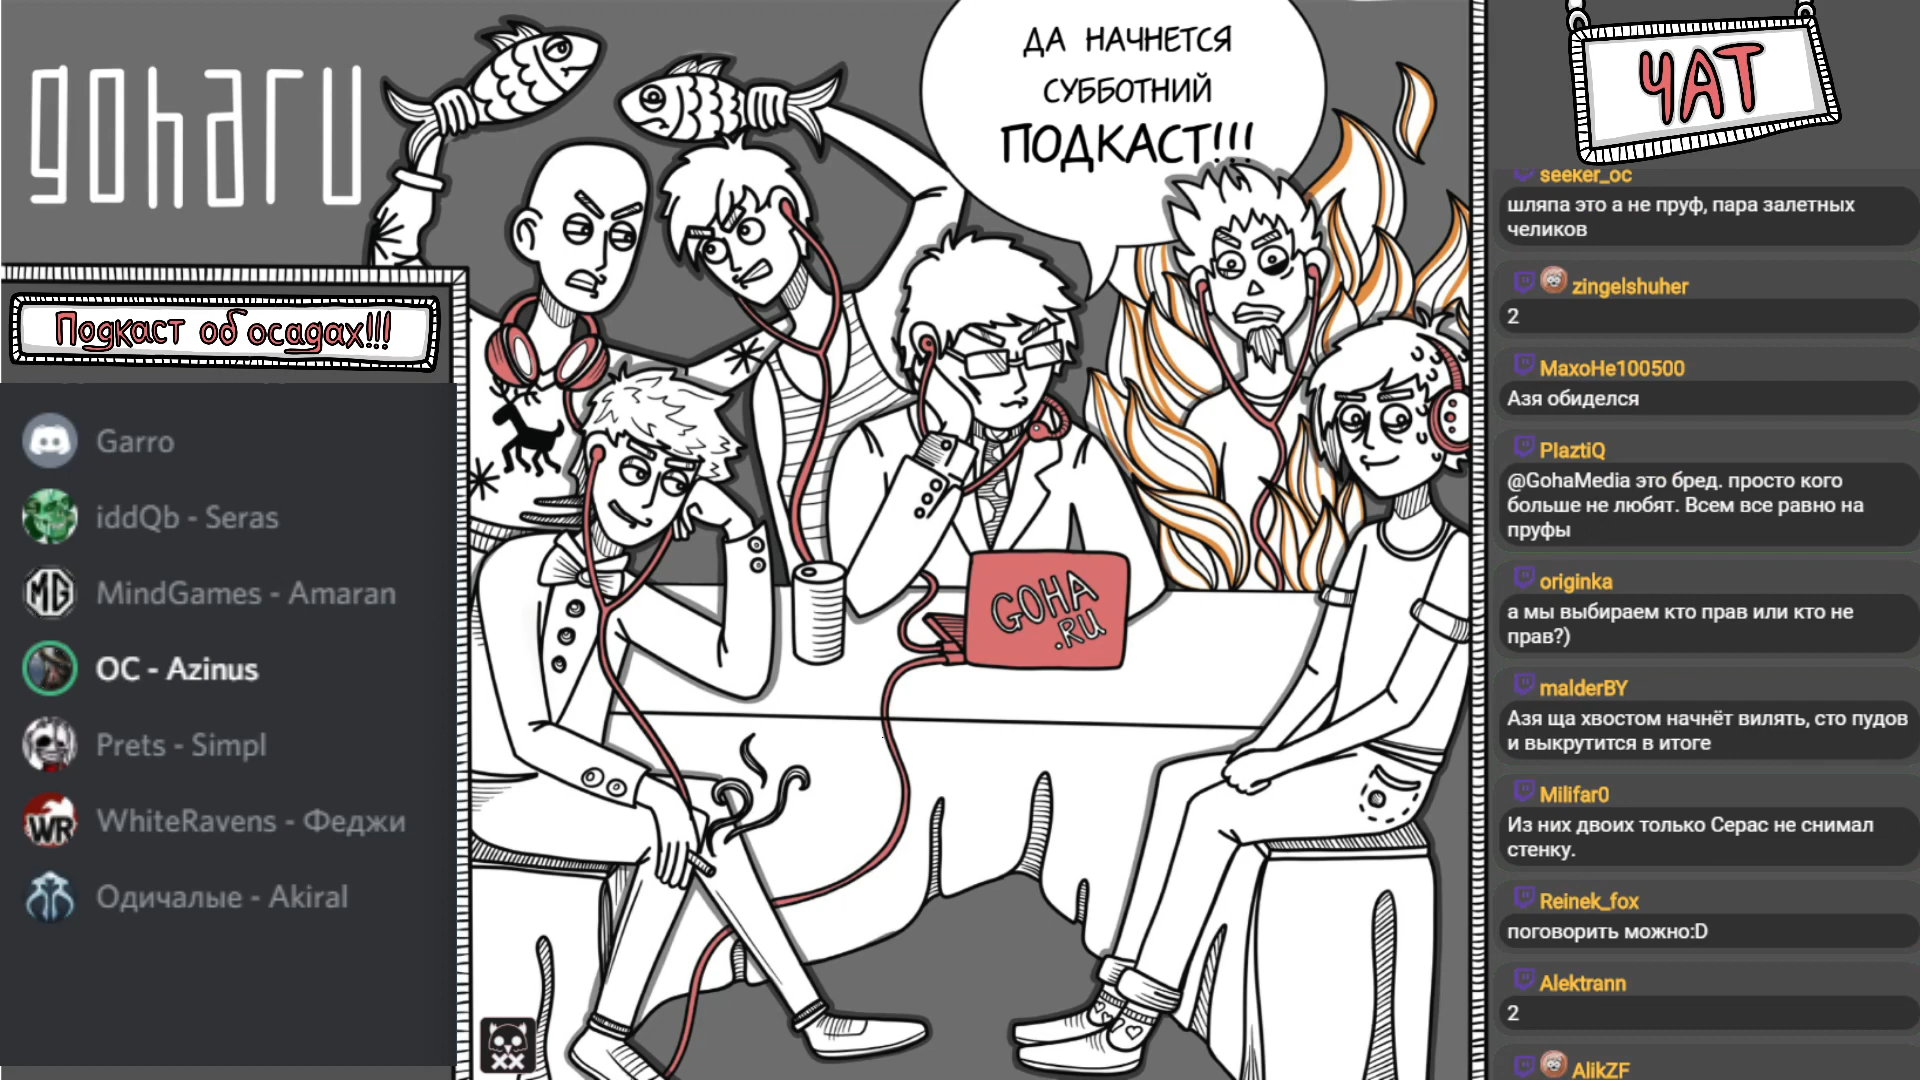 goharu
ДА НАЧНЕТСЯ
СУББОТНИЙ
ПОДКАСТ!!!
Подкаст об осадах!!!
Garro
iddQb - Seras
MindGames - Amaran
MG
OC - Azinus
Prets - Simpl
WhiteRavens - Феджи
WR
Одичалые - Akiral
GOHA
.RU
ЧАТ
seeker_oc
шляпа это а не пруф, пара залетных
челиков
zingelshuher
2
MaxoHe100500
Азя обиделся
PlaztiQ
@GohaMedia это бред. просто кого
больше не любят. Всем все равно на
пруфы
originka
а мы выбираем кто прав или кто не
прав?)
malderBY
Азя ща хвостом начнёт вилять, сто пудов
и выкрутится в итоге
Milifar0
Из них двоих только Серас не снимал
стенку.
Reinek_fox
поговорить можно:D
Alektrann
2
AlikZF